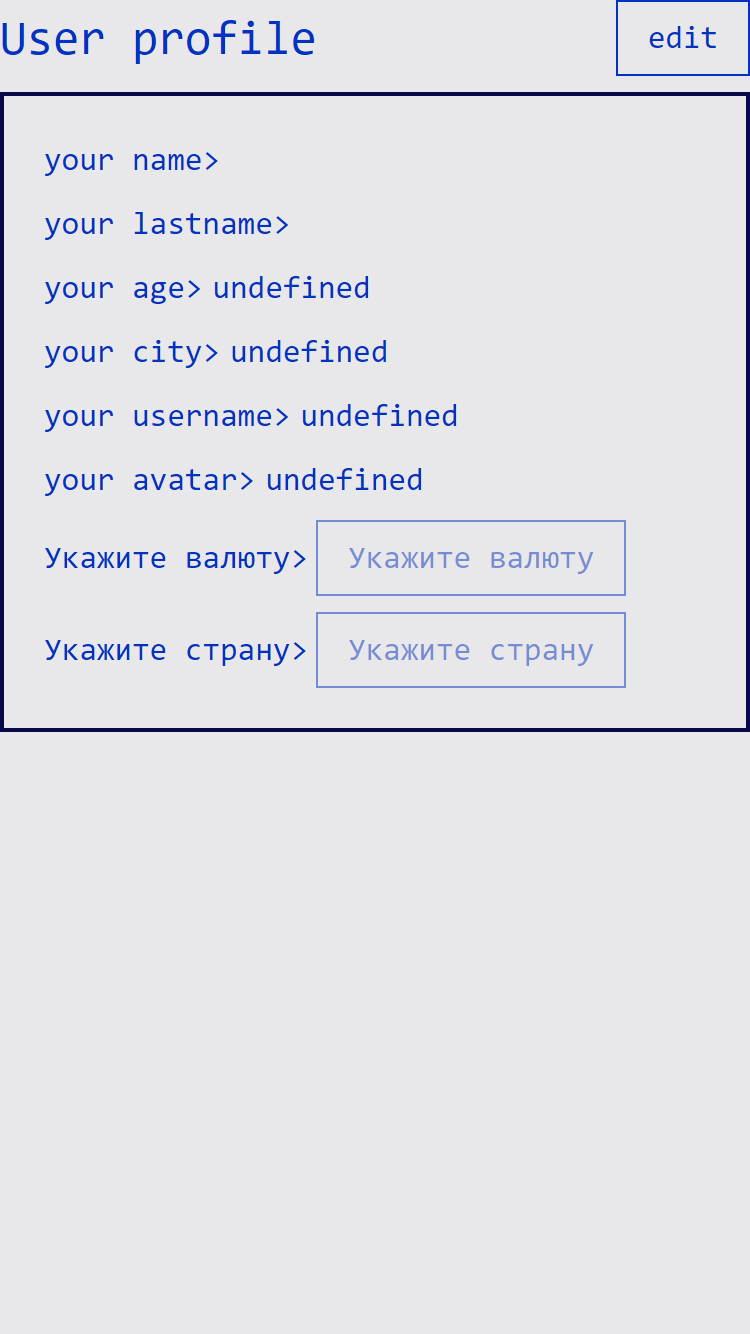 User profile
edit
your name>
your lastname>
your age> undefined
your city> undefined
your username> undefined
your avatar> undefined
Укажите валюту> Укажите валюту
Укажите страну> Укажите страну